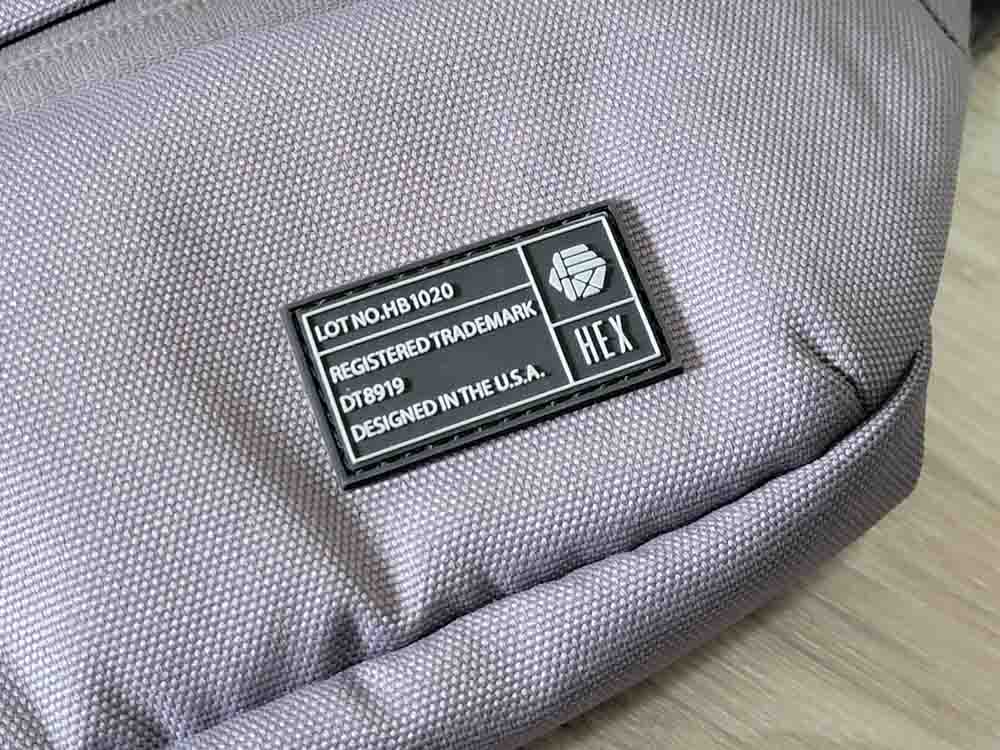 LOT NO.HB1020
REGISTERED TRADEMARK
DT8919
DESIGNED IN THE U.S.A.
HEX